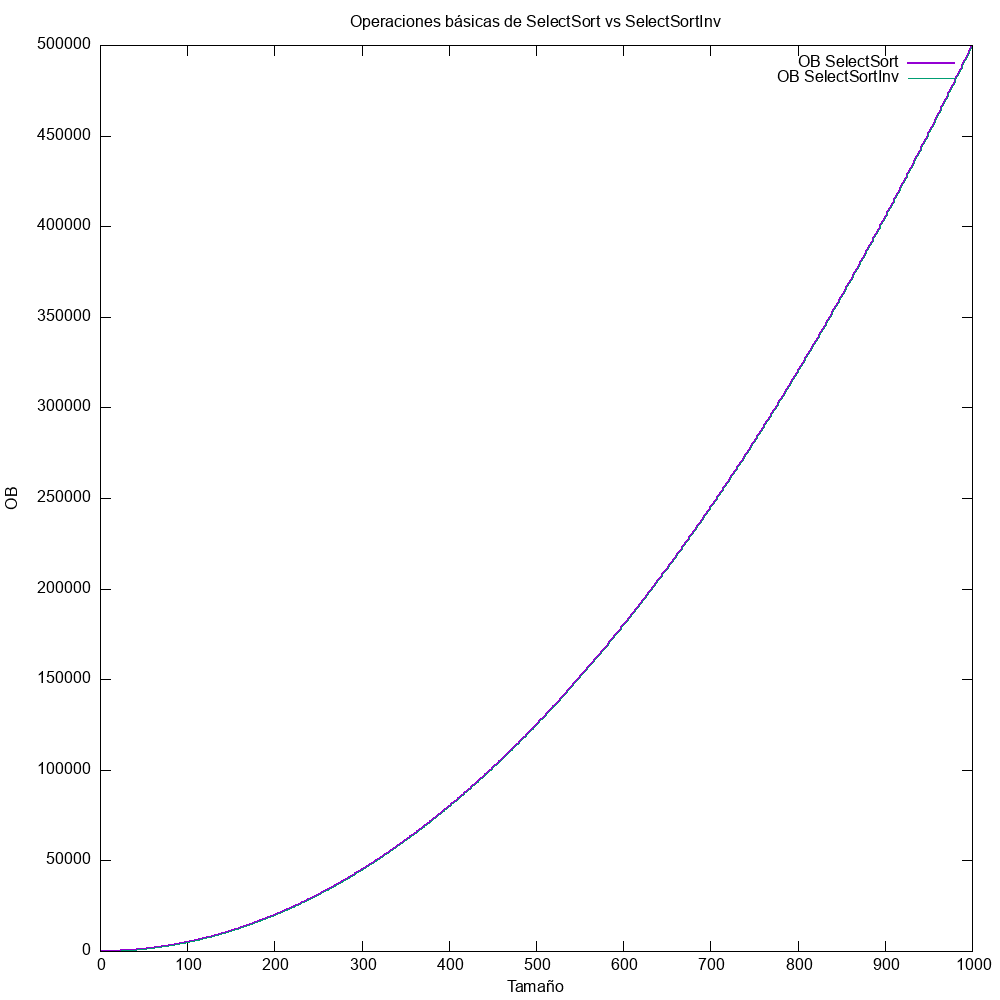 Operaciones básicas de SelectSort vs SelectSortInv
OB SelectSort
OB SelectSortInv
500000
450000
400000
350000
300000
250000
200000
150000
100000
50000
0
OB
0 100 200 300 400 500 600 700 800 900 1000
Tamaño